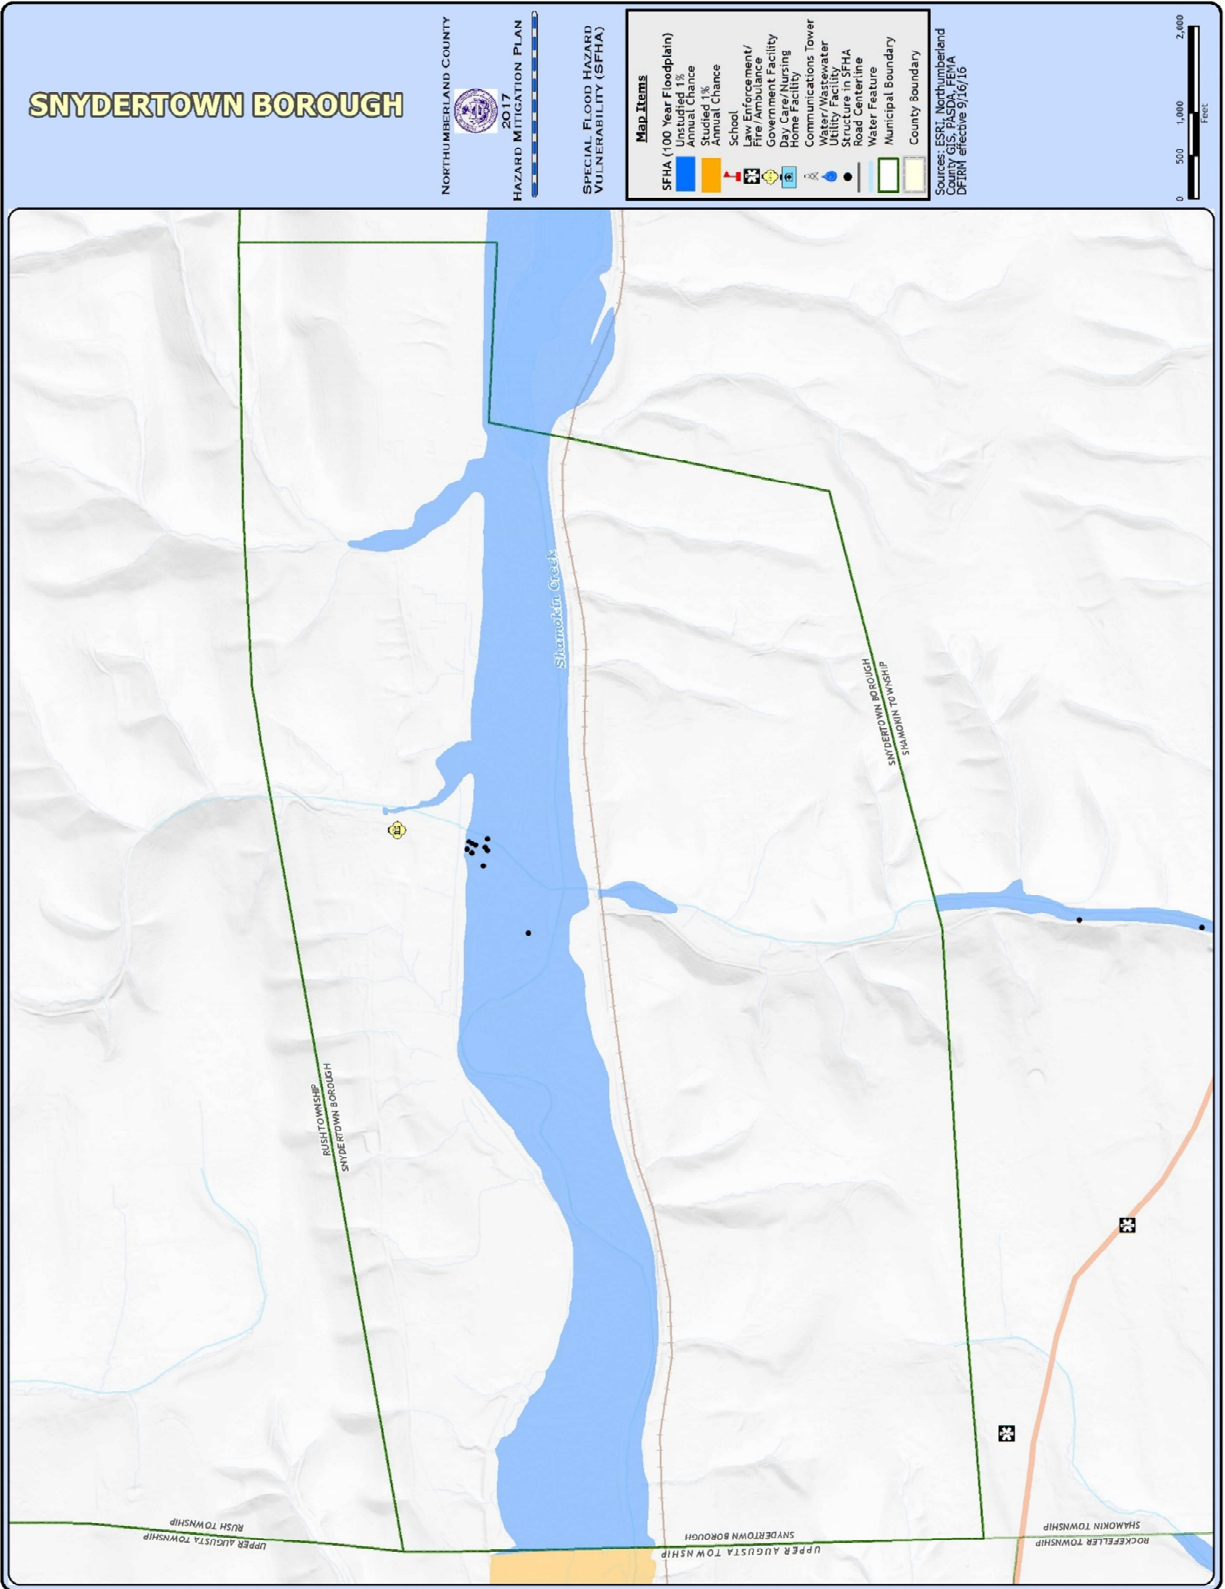 SNYDERTOWN BOROUGH
NORTHUMBERLAND COUNTY
2017
HAZARD MITIGATION PLAN
SPECIAL FLOOD HAZARD
VULNERABILITY (SFHA)
Map Items
SFHA (100 Year Floodplain)
Unstudied 1%
Annual Chance
Studied 1%
Annual Chance
School
Law Enforcement/
Fire/Ambulance
Government Facility
Day Care/Nursing
Home Facility
Communications Tower
Water/Wastewater
Utility Facility
Structure in SFHA
Road Centerline
Water Feature
Municipal Boundary
County Boundary
Sources: ESRI, Northumberland
County GIS, PASDA, FEMA
DFIRM effective 9/16/16
0 500 1,000 2,000
Feet
Shamokin Creek
SNYDERTOWN BOROUGH
SHAMOKIN TOWNSHIP
RUSH TOWNSHIP
SNYDERTOWN BOROUGH
RUSH TOWNSHIP
UPPER AUGUSTA TOWNSHIP
SNYDERTOWN BOROUGH
UPPER AUGUSTA TOWNSHIP
SHAMOKIN TOWNSHIP
ROCKEFELLER TOWNSHIP